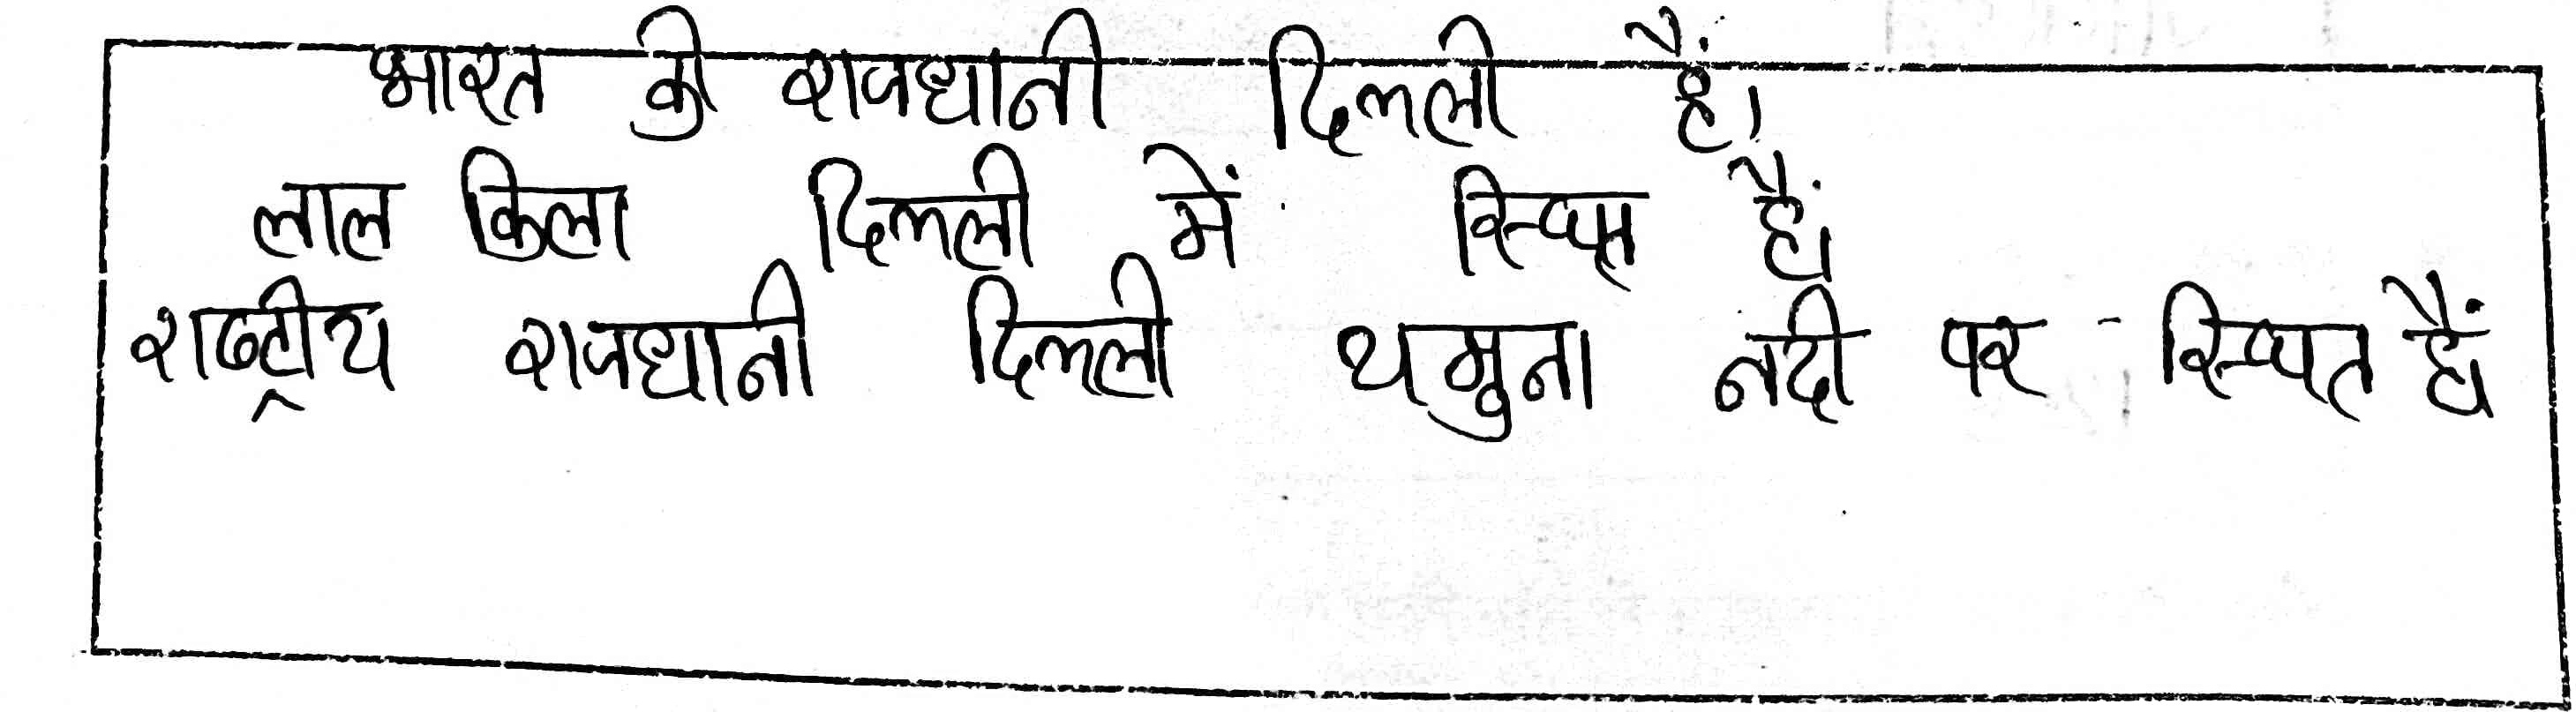 भारत की राजधानी दिल्ली हैं।
लाल किला दिल्ली में स्थित हैं।
राष्ट्रीय राजधानी दिल्ली यमुना नदी पर स्थित हैं